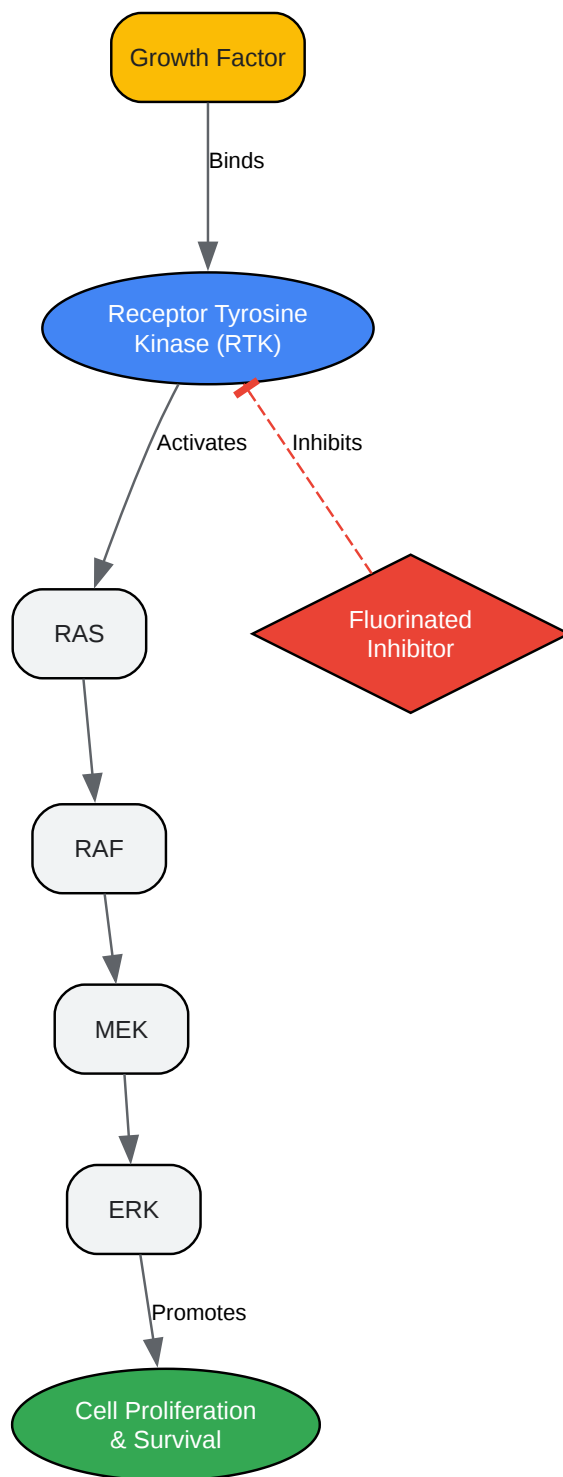 Growth Factor
Binds
Receptor Tyrosine
Kinase (RTK)
Activates
Inhibits
RAS
Fluorinated
Inhibitor
RAF
MEK
ERK
Promotes
Cell Proliferation
& Survival